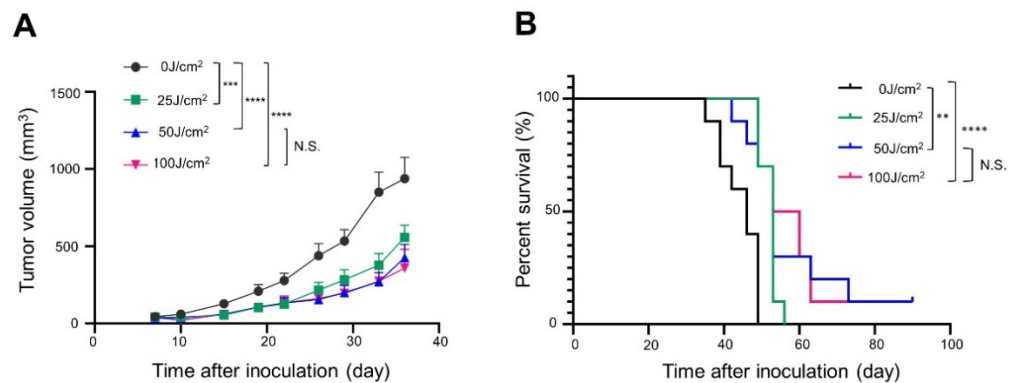 A
0J/cm²
25J/cm²
50J/cm²
100J/cm²
***
****
****
N.S.
Tumor volume (mm³)
1500
1000
500
0
0 10 20 30 40
Time after inoculation (day)
B
0J/cm²
25J/cm²
50J/cm²
100J/cm²
**
****
N.S.
Percent survival (%)
100
50
0
0 20 40 60 80 100
Time after inoculation (day)